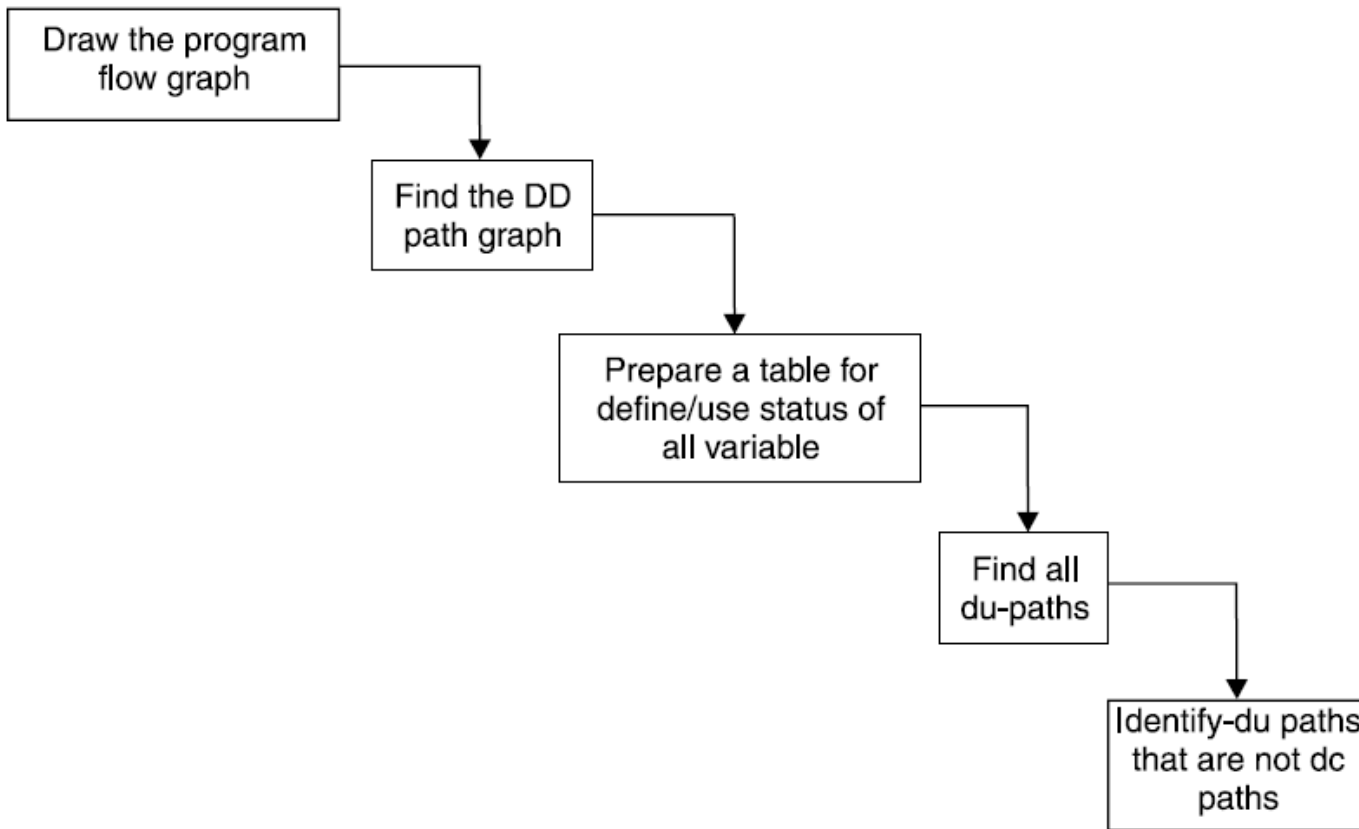 Draw the program
flow graph
Find the DD
path graph
Prepare a table for
define/use status of
all variable
Find all
du-paths
Identify-du paths
that are not dc
paths